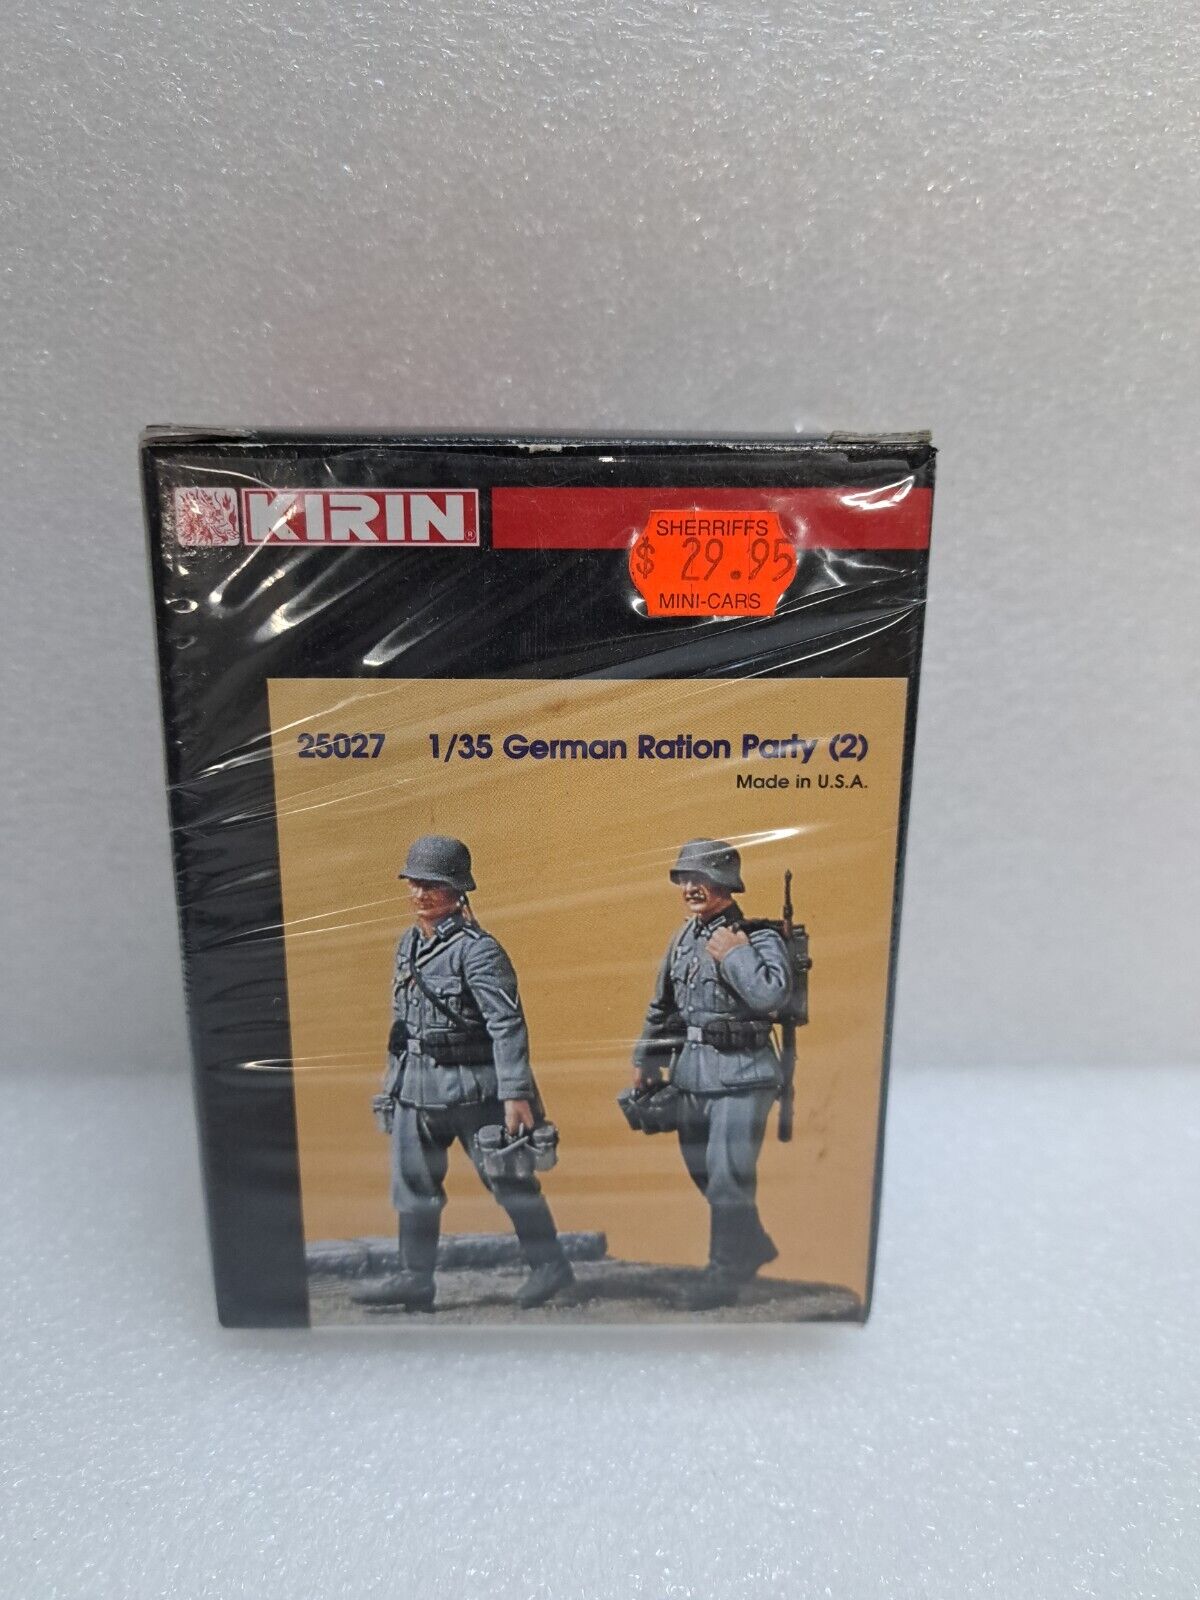 KIRIN®
SHERRIFFS
$ 29.95
MINI-CARS
25027 1/35 German Ration Party (2)
Made in U.S.A.